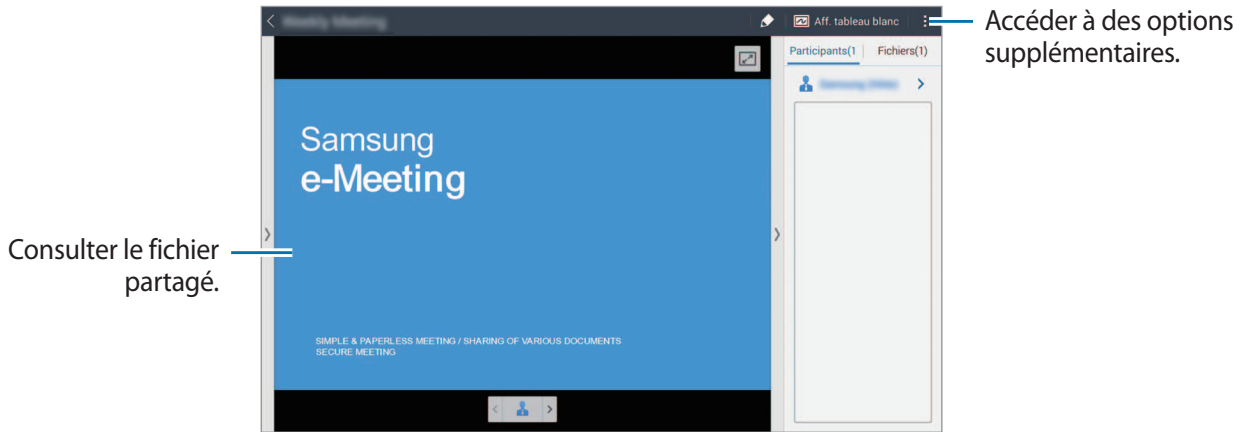 Aff. tableau blanc
Accéder à des options
supplémentaires.
Participants(1
Fichiers(1)
Samsung
e-Meeting
Consulter le fichier
partagé.
SIMPLE & PAPERLESS MEETING / SHARING OF VARIOUS DOCUMENTS
SECURE MEETING